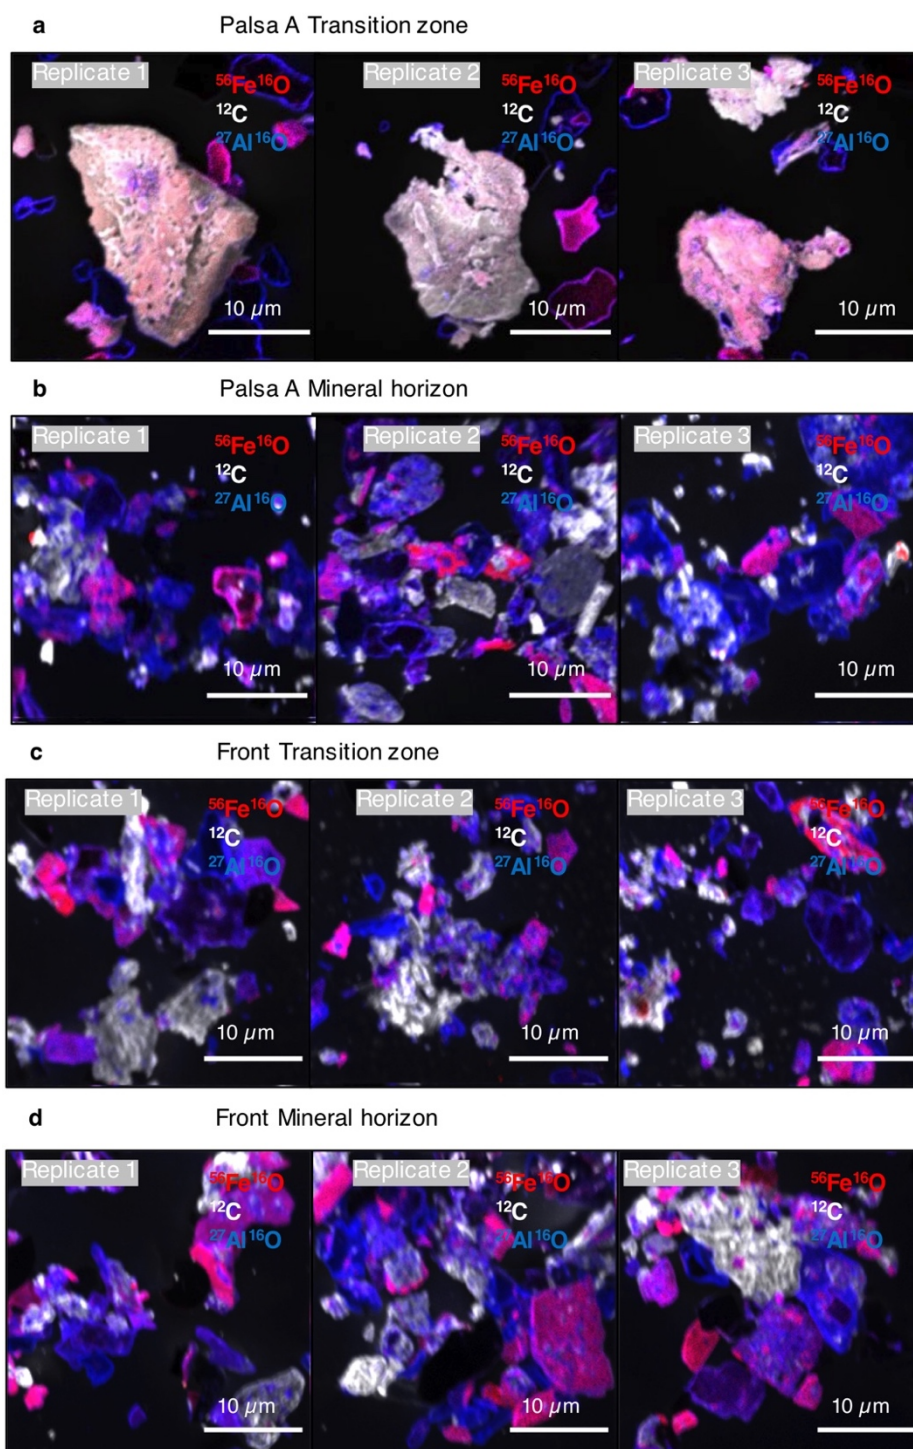 a Palsa A Transition zone
Replicate 1 ⁵⁶Fe¹⁶O Replicate 2 ⁵⁶Fe¹⁶O Replicate 3 ⁵⁶Fe¹⁶O
¹²C ¹²C ¹²C
²⁷Al¹⁶O ²⁷Al¹⁶O ²⁷Al¹⁶O
10 µm 10 µm 10 µm
b Palsa A Mineral horizon
Replicate 1 ⁵⁶Fe¹⁶O Replicate 2 ⁵⁶Fe¹⁶O Replicate 3 ⁵⁶Fe¹⁶O
¹²C ¹²C ¹²C
²⁷Al¹⁶O ²⁷Al¹⁶O ²⁷Al¹⁶O
10 µm 10 µm 10 µm
c Front Transition zone
Replicate 1 ⁵⁶Fe¹⁶O Replicate 2 ⁵⁶Fe¹⁶O Replicate 3 ⁵⁶Fe¹⁶O
¹²C ¹²C ¹²C
²⁷Al¹⁶O ²⁷Al¹⁶O ²⁷Al¹⁶O
10 µm 10 µm 10 µm
d Front Mineral horizon
Replicate 1 ⁵⁶Fe¹⁶O Replicate 2 ⁵⁶Fe¹⁶O Replicate 3 ⁵⁶Fe¹⁶O
¹²C ¹²C ¹²C
²⁷Al¹⁶O ²⁷Al¹⁶O ²⁷Al¹⁶O
10 µm 10 µm 10 µm